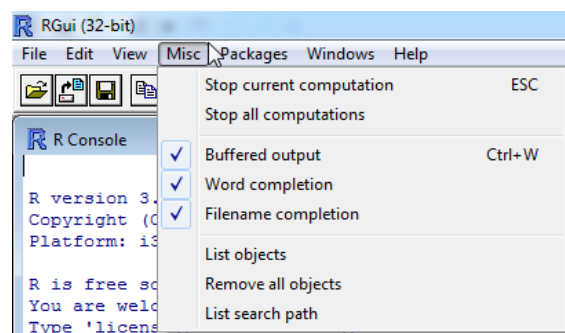 RGui (32-bit)
File Edit View Misc Packages Windows Help
Stop current computation ESC
Stop all computations
R Console
Buffered output Ctrl+W
Word completion
R version 3.
Filename completion
Copyright (C
Platform: i3
List objects
R is free so
Remove all objects
You are welc
List search path
Type 'licens